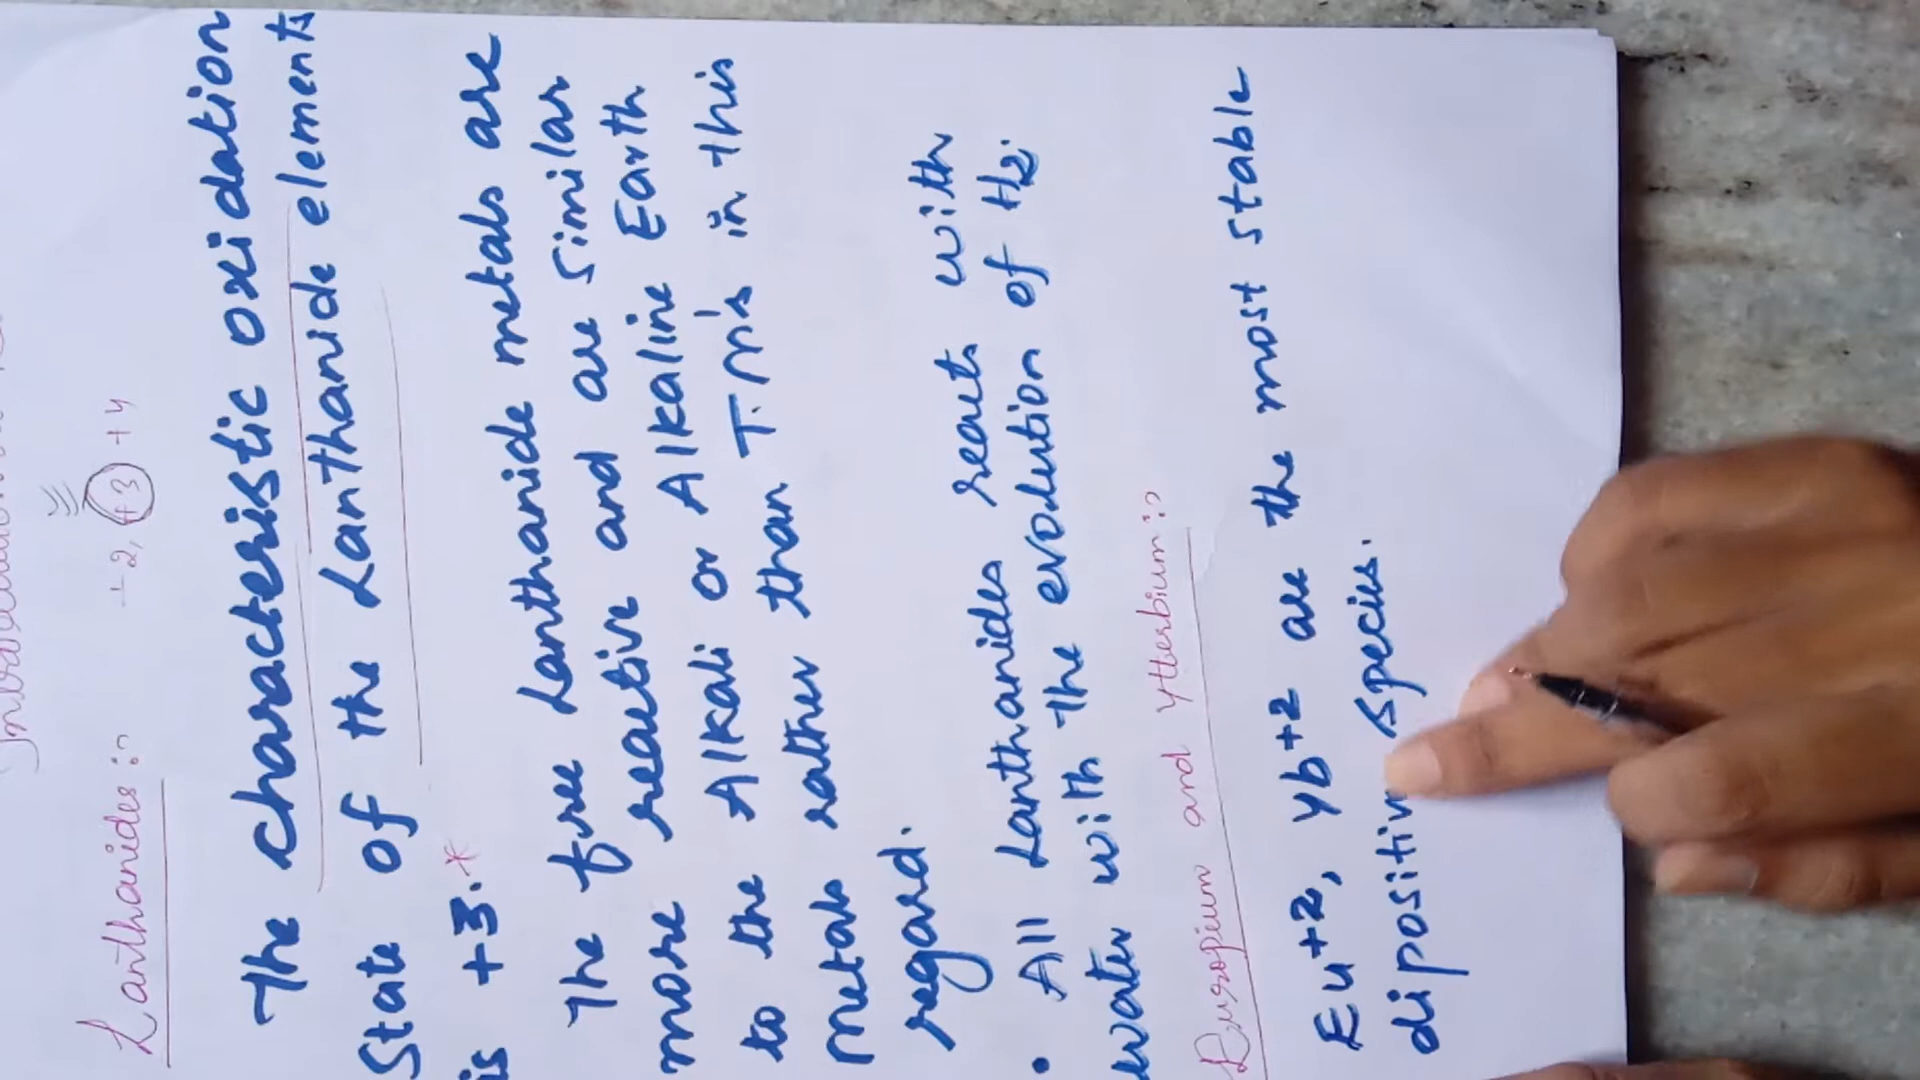 Lanthanides :- +2, +3, +4
The characteristic oxidation
State of the Lanthanide elements
is +3.*
The free Lanthanide metals are
more reactive and are similar
to the Alkali or Alkaline Earth
metals rather than T.M's in this
regard.
• All Lanthanides reacts with
water with the evolution of H2.
Europium and ytterbium :-
Eu+2, yb+2 are the most stable
dipositive species.